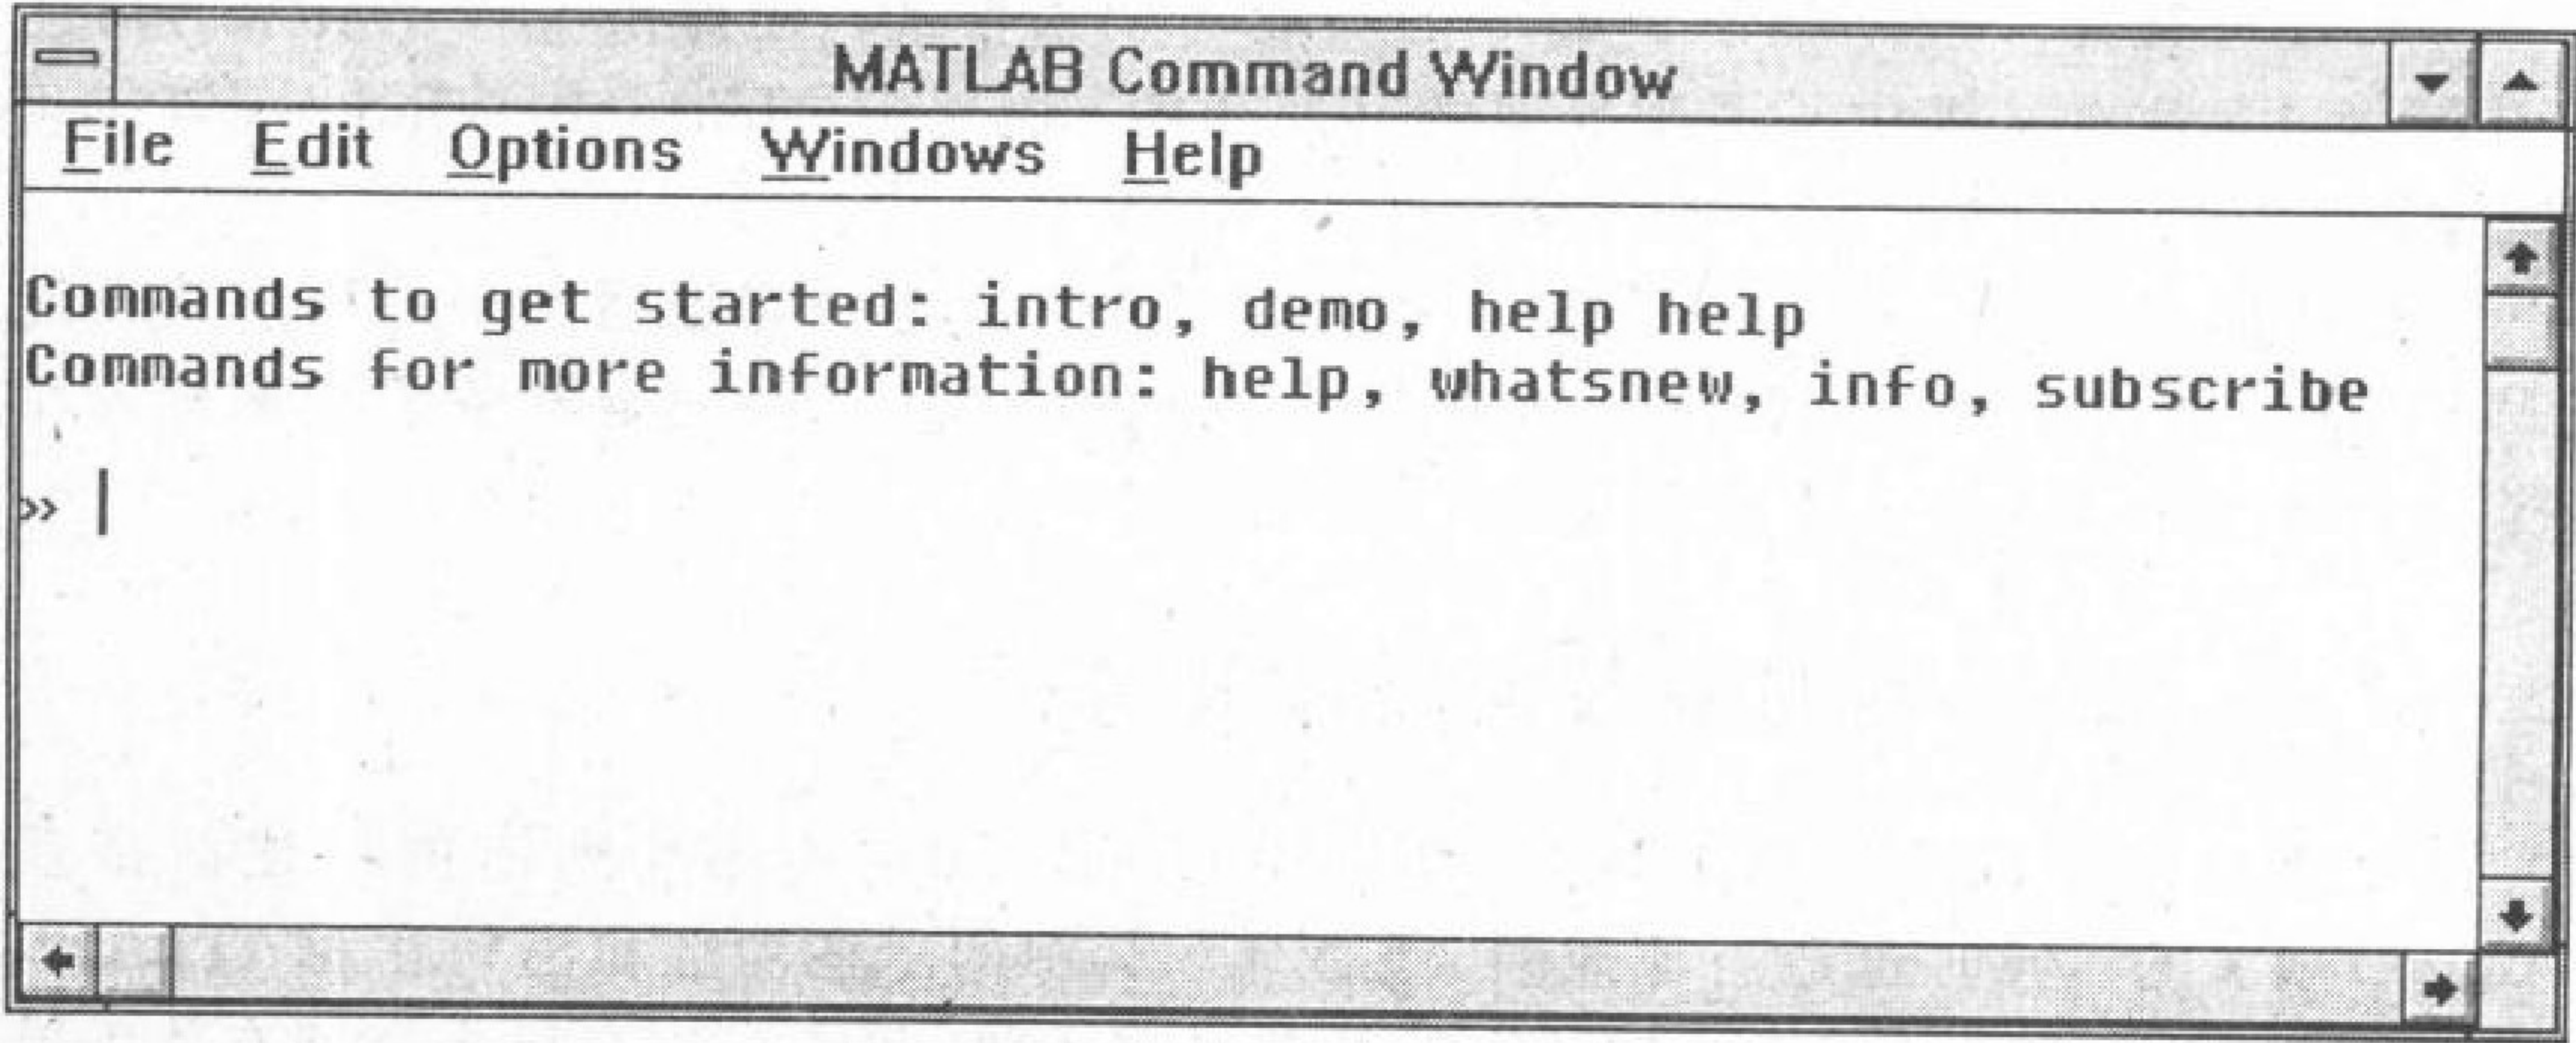 MATLAB Command Window
File Edit Options Windows Help
Commands to get started: intro, demo, help help
Commands for more information: help, whatsnew, info, subscribe
»